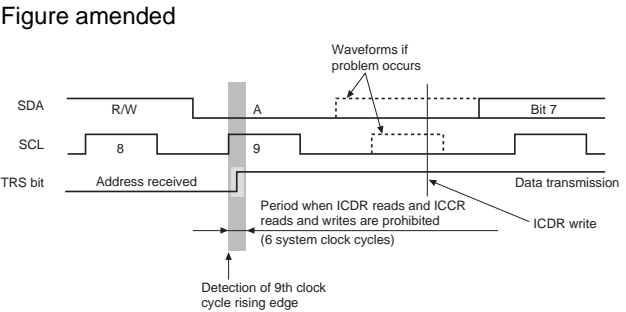 Figure amended
Waveforms if
problem occurs
SDA
R/W
A
Bit 7
SCL
8
9
TRS bit
Address received
Data transmission
Period when ICDR reads and ICCR
reads and writes are prohibited
(6 system clock cycles)
ICDR write
Detection of 9th clock
cycle rising edge